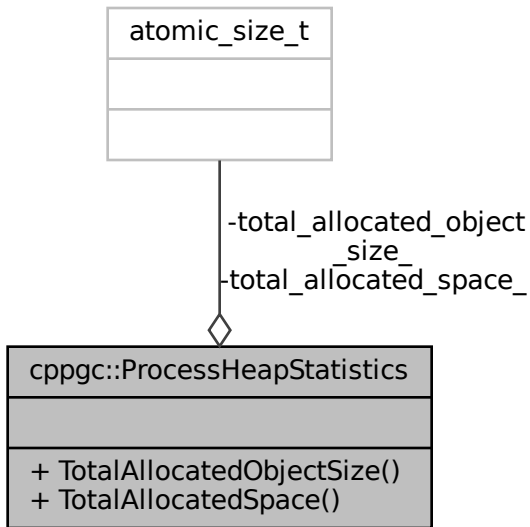 atomic_size_t
-total_allocated_object
_size_
-total_allocated_space_
cppgc::ProcessHeapStatistics
+ TotalAllocatedObjectSize()
+ TotalAllocatedSpace()